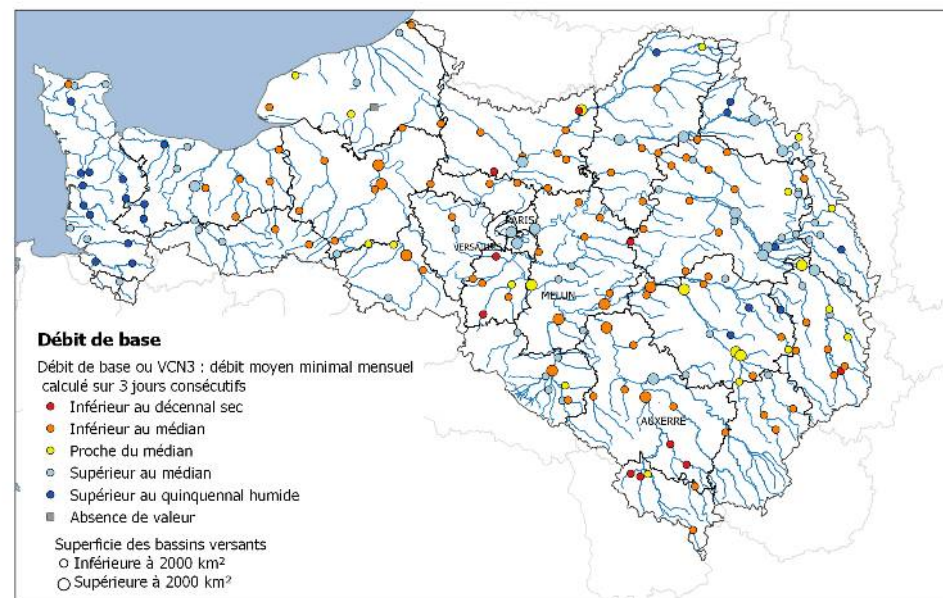 PARIS
VERSAILLES
MELUN
AUXERRE
Débit de base
Débit de base ou VCN3 : débit moyen minimal mensuel
calculé sur 3 jours consécutifs
Inférieur au décennal sec
Inférieur au médian
Proche du médian
Supérieur au médian
Supérieur au quinquennal humide
Absence de valeur
Superficie des bassins versants
Inférieure à 2000 km²
Supérieure à 2000 km²